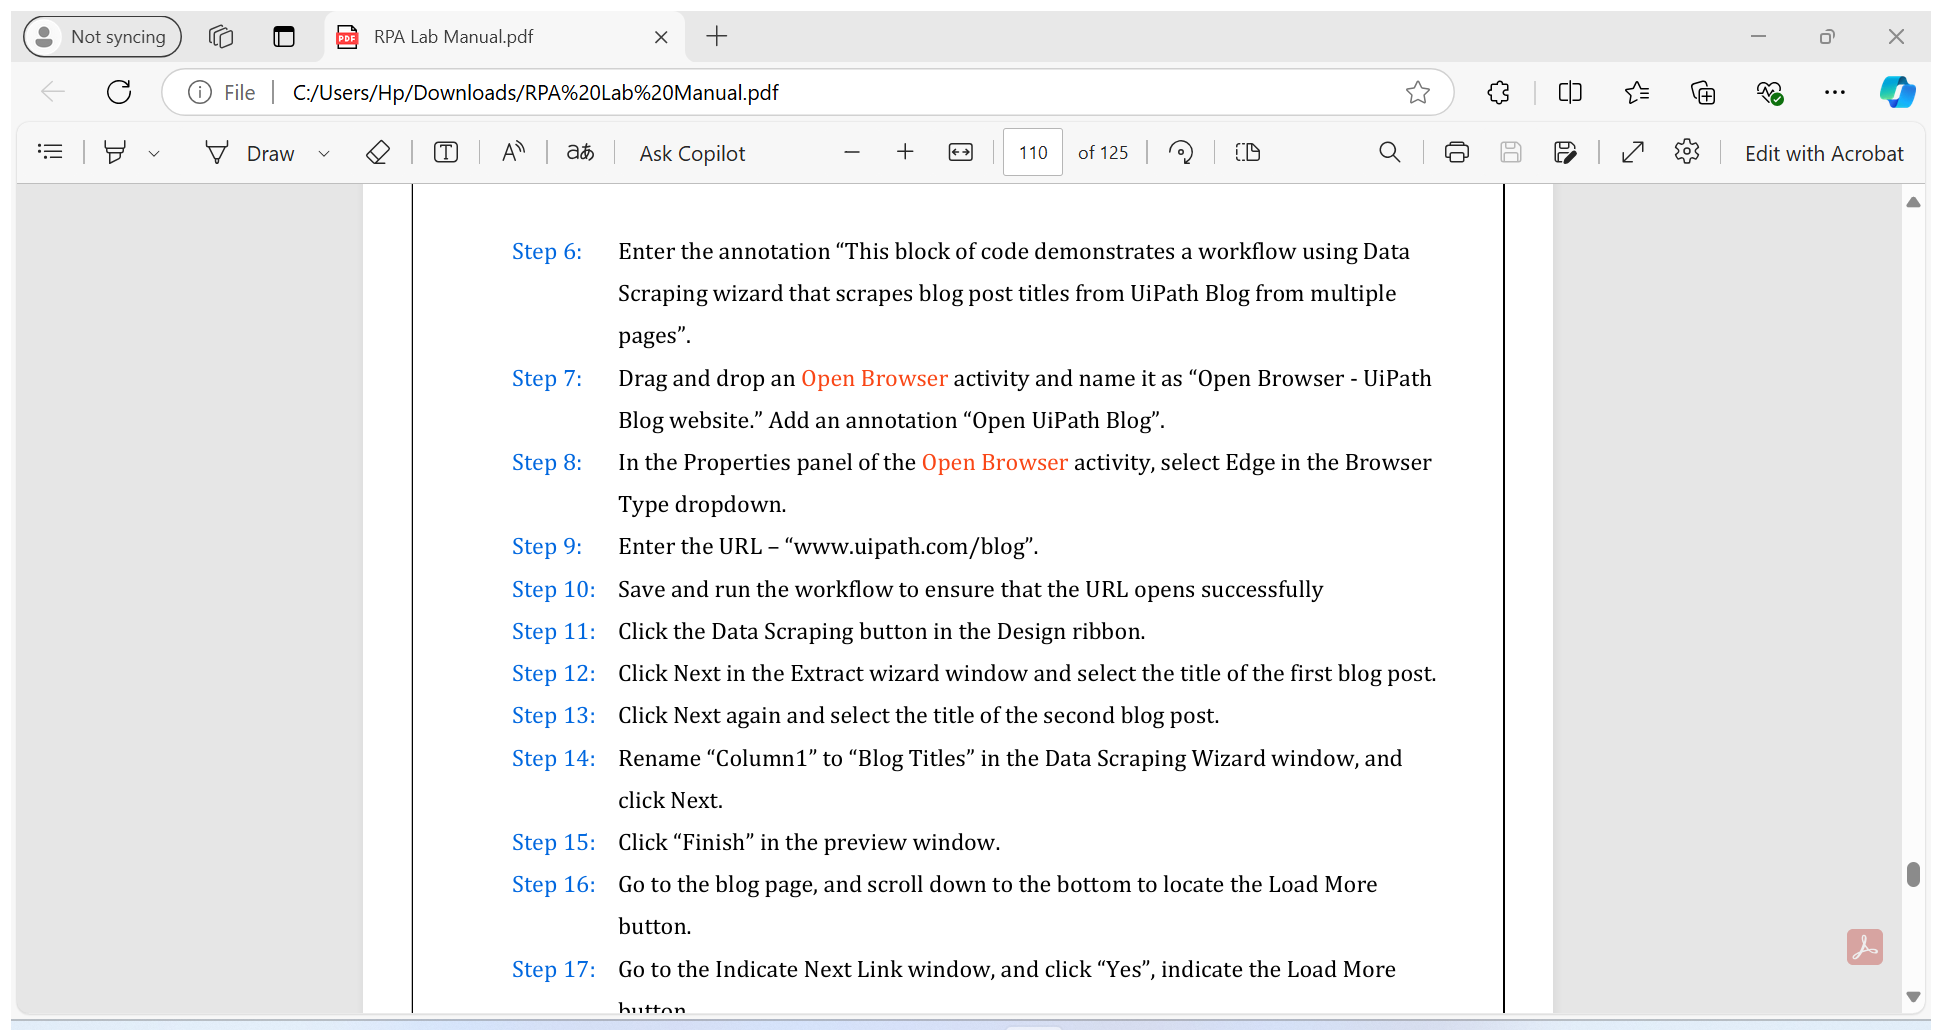 Not syncing
RPA Lab Manual.pdf
File
C:/Users/Hp/Downloads/RPA%20Lab%20Manual.pdf
Draw
aあ
Ask Copilot
110 of 125
Edit with Acrobat
Step 6: Enter the annotation “This block of code demonstrates a workflow using Data
Scraping wizard that scrapes blog post titles from UiPath Blog from multiple
pages”.
Step 7: Drag and drop an Open Browser activity and name it as “Open Browser - UiPath
Blog website.” Add an annotation “Open UiPath Blog”.
Step 8: In the Properties panel of the Open Browser activity, select Edge in the Browser
Type dropdown.
Step 9: Enter the URL – “www.uipath.com/blog”.
Step 10: Save and run the workflow to ensure that the URL opens successfully
Step 11: Click the Data Scraping button in the Design ribbon.
Step 12: Click Next in the Extract wizard window and select the title of the first blog post.
Step 13: Click Next again and select the title of the second blog post.
Step 14: Rename “Column1” to “Blog Titles” in the Data Scraping Wizard window, and
click Next.
Step 15: Click “Finish” in the preview window.
Step 16: Go to the blog page, and scroll down to the bottom to locate the Load More
button.
Step 17: Go to the Indicate Next Link window, and click “Yes”, indicate the Load More
button